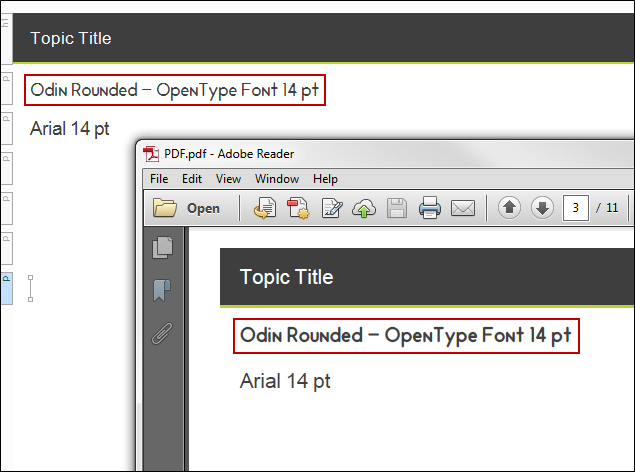 h1
Topic Title
p
Odin Rounded – OpenType Font 14 pt
p
Arial 14 pt
p
p
p
p
PDF.pdf - Adobe Reader
File Edit View Window Help
Open 3 / 11
Topic Title
Odin Rounded – OpenType Font 14 pt
Arial 14 pt